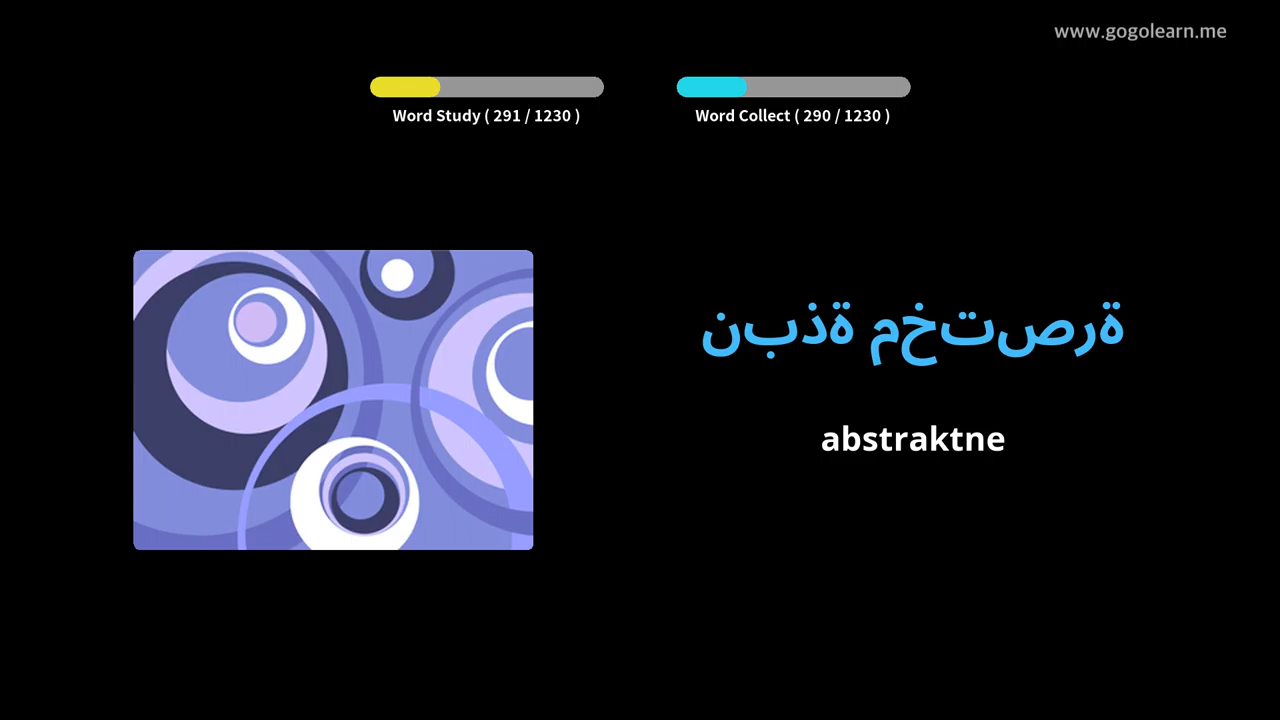 www.gogolearn.me
Word Study ( 291 / 1230 )
Word Collect ( 290 / 1230 )
نبذة مختصرة
abstraktne